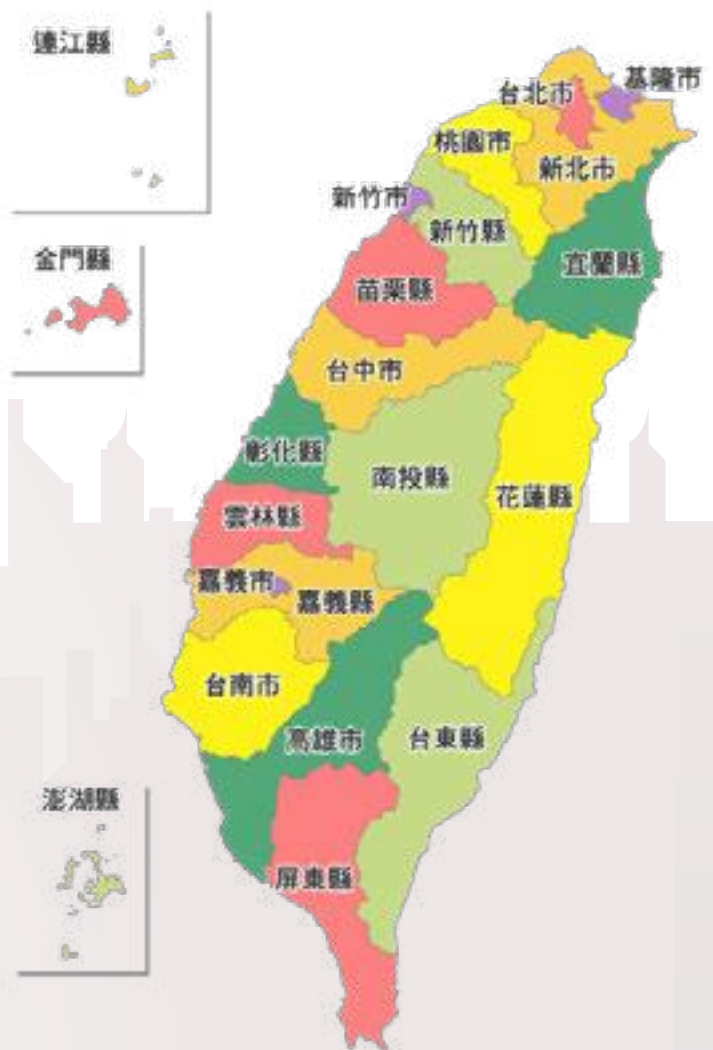 連江縣
基隆市
台北市
桃園市
新北市
新竹市
新竹縣
金門縣
宜蘭縣
苗栗縣
台中市
彰化縣
南投縣
花蓮縣
雲林縣
嘉義市
嘉義縣
台南市
高雄市
台東縣
澎湖縣
屏東縣